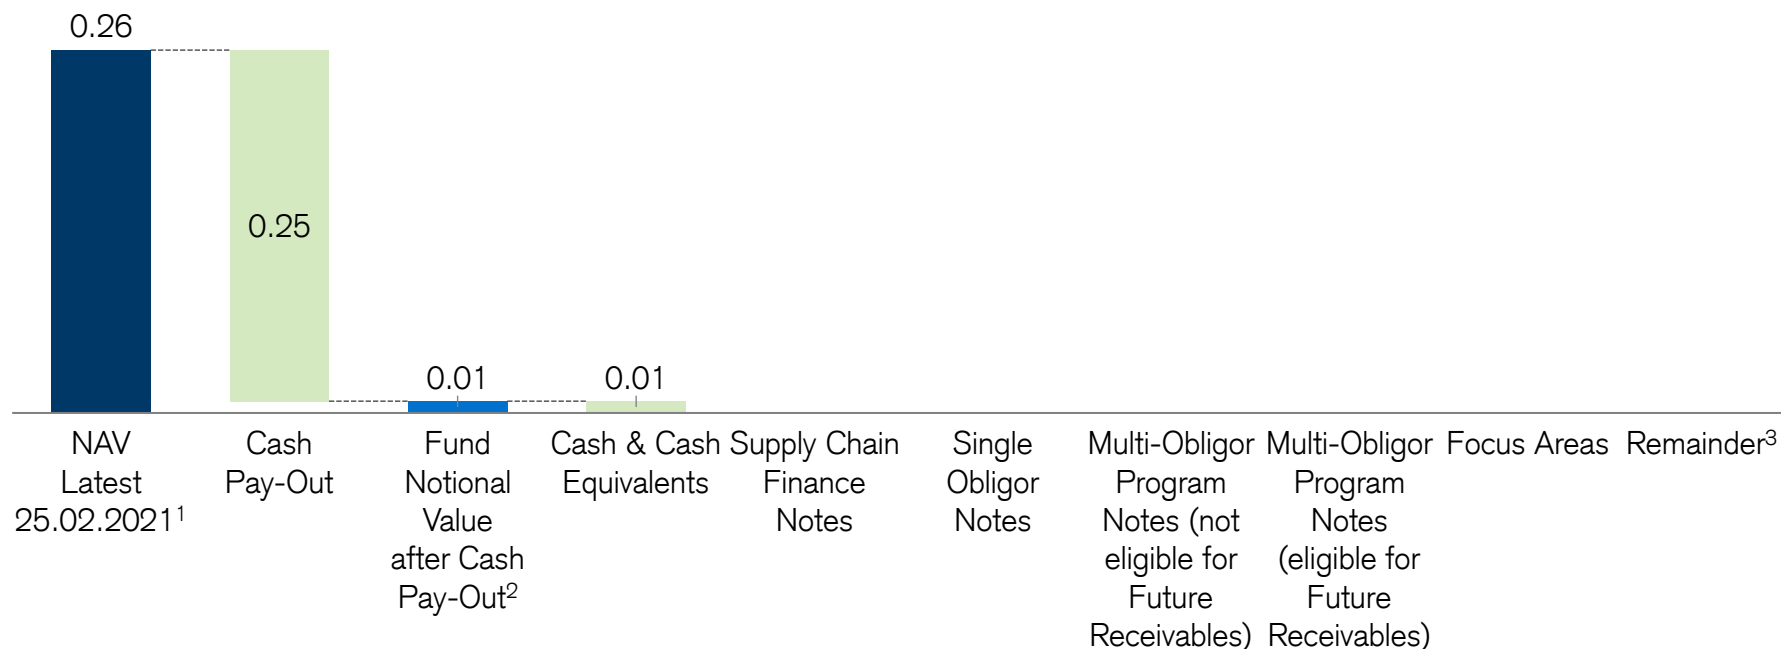 0.26
0.25
0.01
0.01
NAV
Latest
25.02.2021¹
Cash
Pay-Out
Fund
Notional
Value
after Cash
Pay-Out²
Cash & Cash
Equivalents
Supply Chain
Finance
Notes
Single
Obligor
Notes
Multi-Obligor
Program
Notes (not
eligible for
Future
Receivables)
Multi-Obligor
Program
Notes
(eligible for
Future
Receivables)
Focus Areas
Remainder³